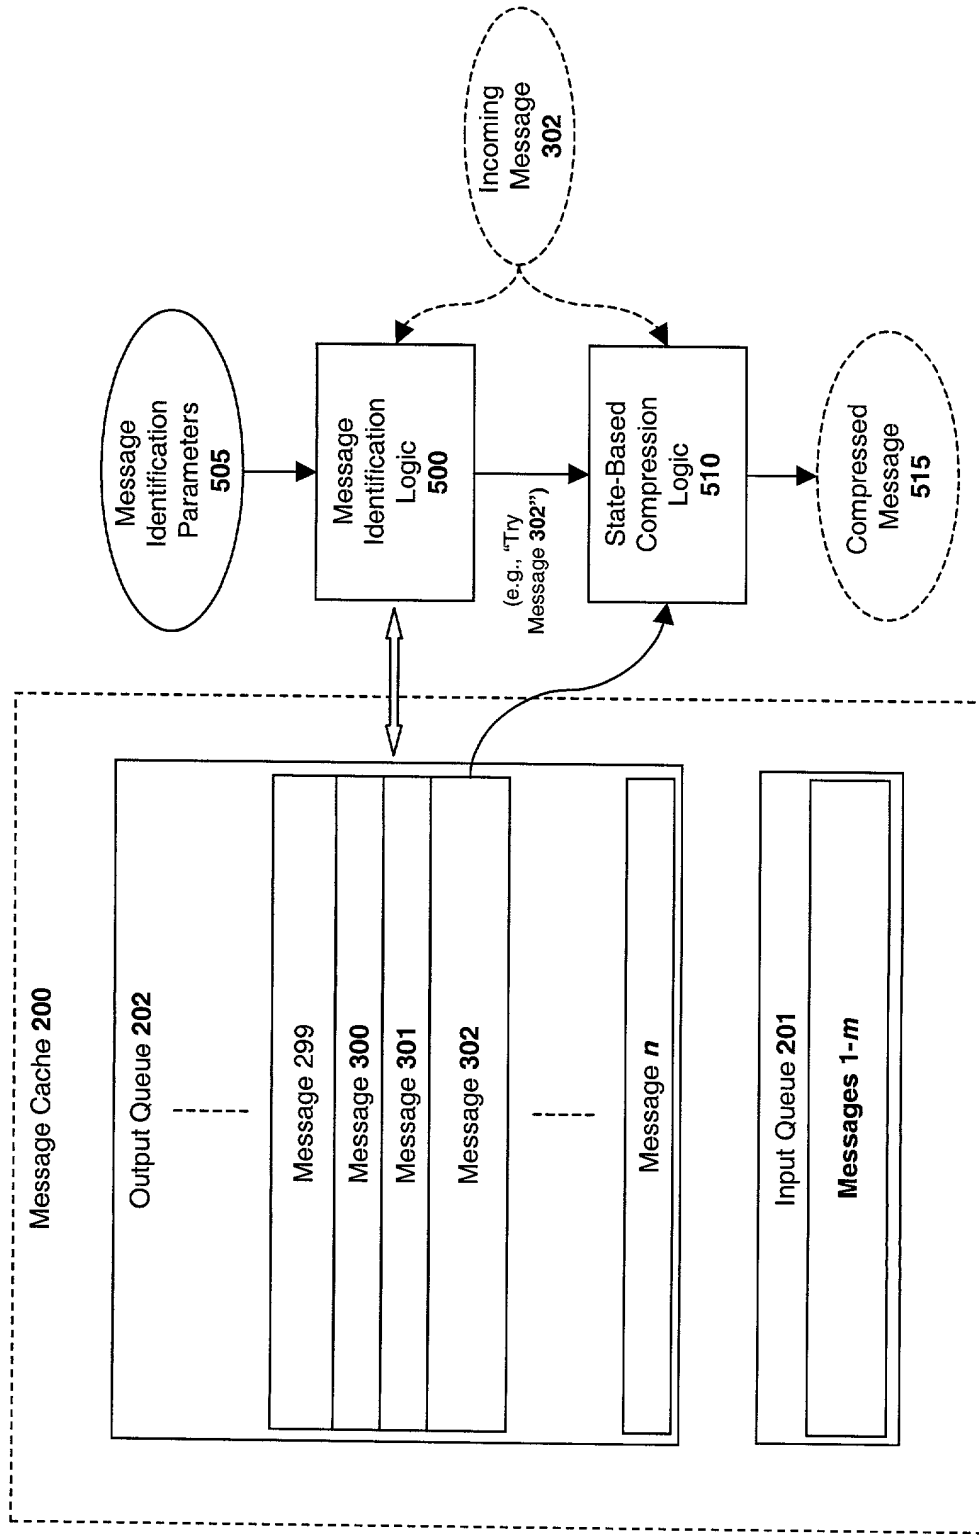 Message Cache 200
Output Queue 202
Message 299
Message 300
Message 301
Message 302
Message n
Input Queue 201
Messages 1-m
Message
Identification
Parameters
505
Message
Identification
Logic
500
(e.g., “Try
Message 302”)
State-Based
Compression
Logic
510
Compressed
Message
515
Incoming
Message
302